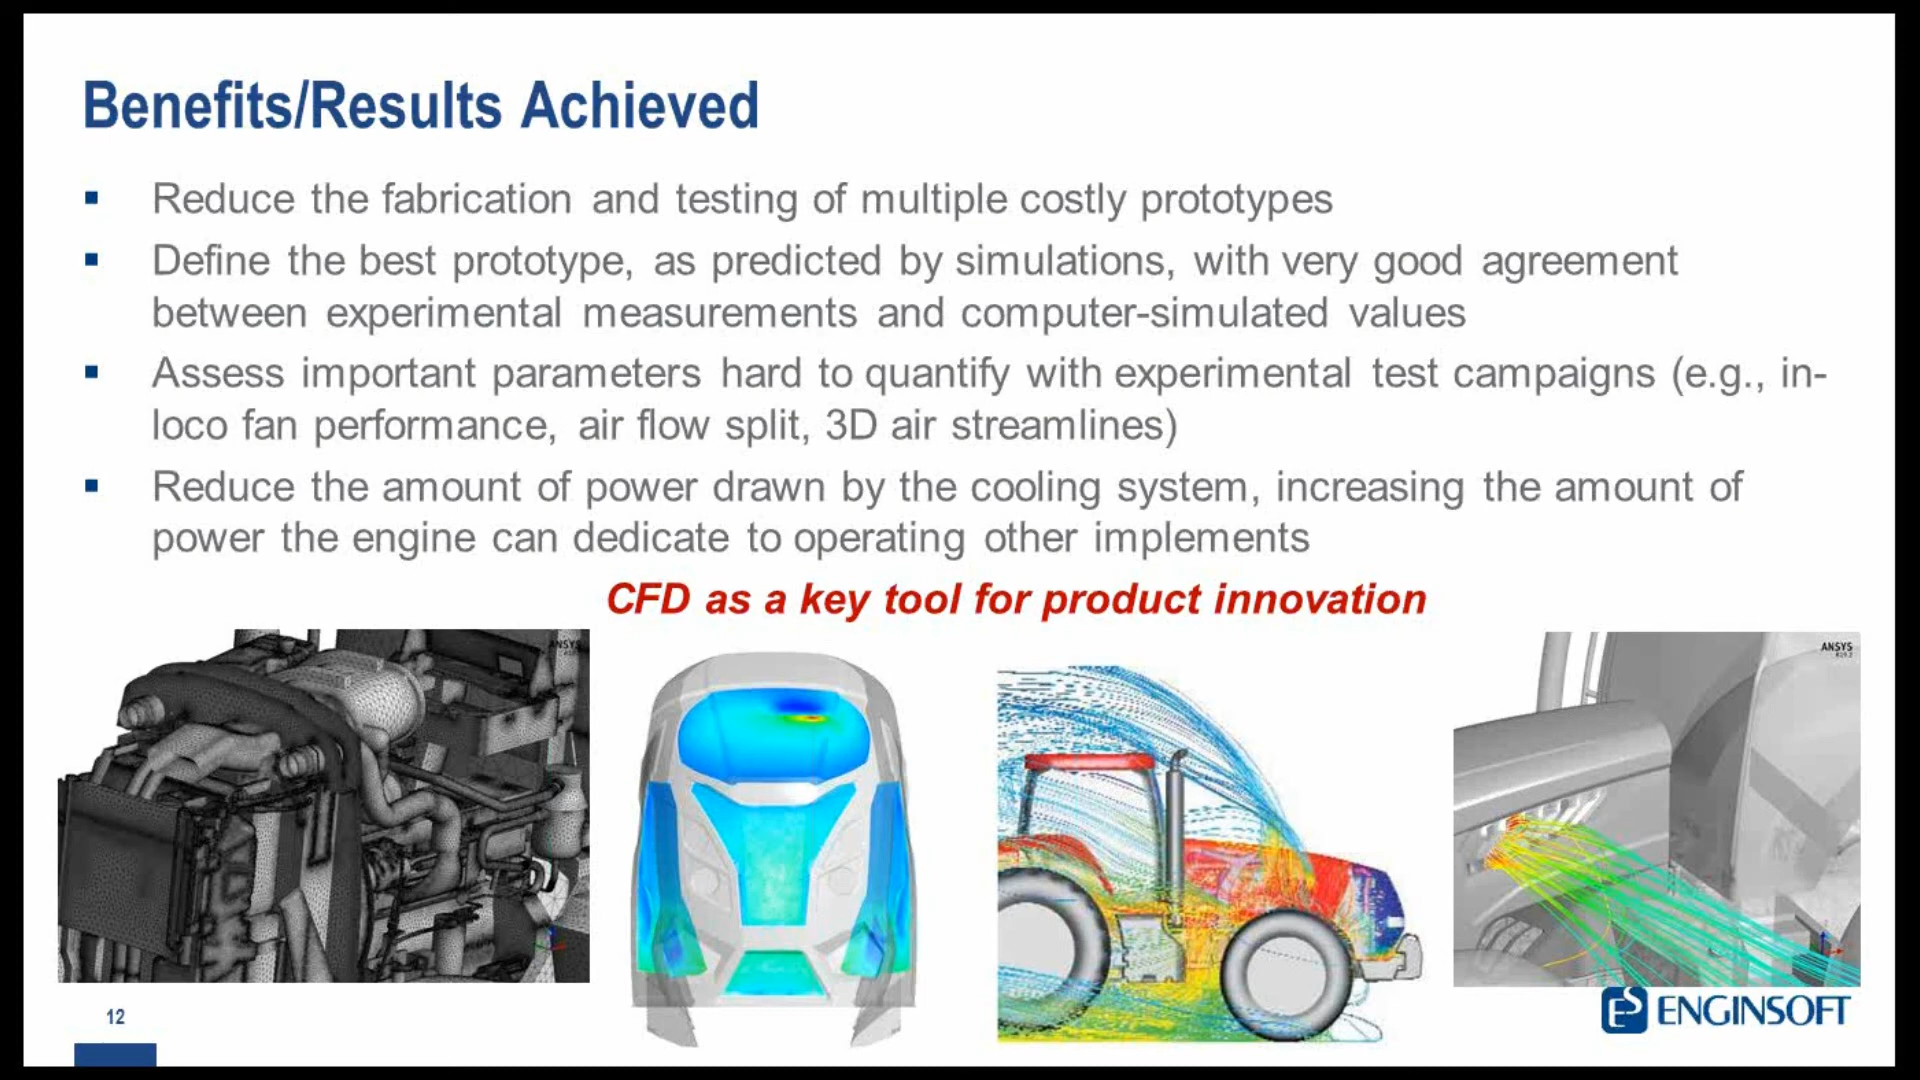 Benefits/Results Achieved
▪ Reduce the fabrication and testing of multiple costly prototypes
▪ Define the best prototype, as predicted by simulations, with very good agreement
between experimental measurements and computer-simulated values
▪ Assess important parameters hard to quantify with experimental test campaigns (e.g., in-
loco fan performance, air flow split, 3D air streamlines)
▪ Reduce the amount of power drawn by the cooling system, increasing the amount of
power the engine can dedicate to operating other implements
CFD as a key tool for product innovation
ANSYS
ANSYS
12
ES ENGINSOFT